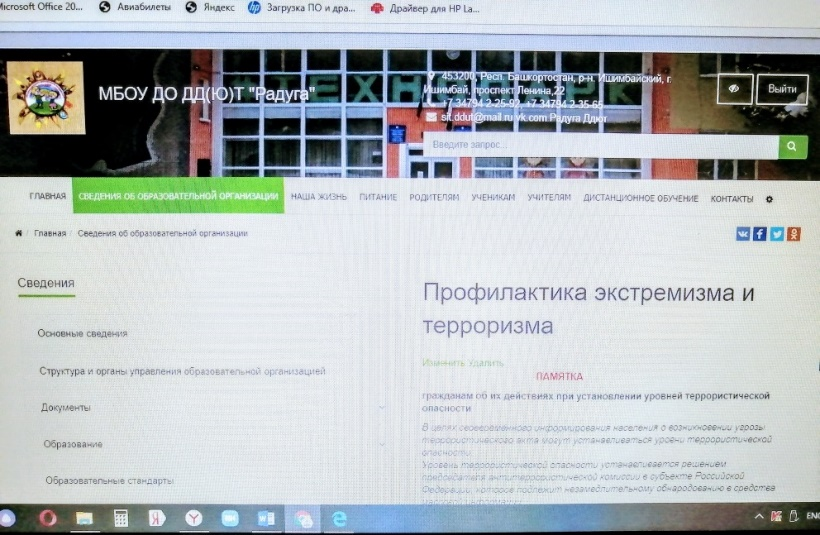 Microsoft Office 20...
Авиабилеты
Яндекс
Загрузка ПО и дра...
Драйвер для HP La...
ТЕХН
РК
МБОУ ДО ДД(Ю)Т "Радуга"
453200, Респ. Башкортостан, р-н. Ишимбайский, г.
Ишимбай, проспект Ленина,22
+7 34794 2-25-92, +7 34794 2-35-65
sit.ddut@mail.ru vk.com Радуга Ддют
Выйти
Введите запрос...
ГЛАВНАЯ
СВЕДЕНИЯ ОБ ОБРАЗОВАТЕЛЬНОЙ ОРГАНИЗАЦИИ
НАША ЖИЗНЬ
ПИТАНИЕ
РОДИТЕЛЯМ
УЧЕНИКАМ
УЧИТЕЛЯМ
ДИСТАНЦИОННОЕ ОБУЧЕНИЕ
КОНТАКТЫ
Главная / Сведения об образовательной организации
Сведения
Основные сведения
Структура и органы управления образовательной организацией
Документы
Образование
Образовательные стандарты
Профилактика экстремизма и
терроризма
Изменить Удалить
ПАМЯТКА
гражданам об их действиях при установлении уровней террористической
опасности
В целях своевременного информирования населения о возникновении угрозы
террористического акта могут устанавливаться уровни террористической
опасности.
Уровень террористической опасности устанавливается решением
председателя антитеррористической комиссии в субъекте Российской
Федерации, которое подлежит незамедлительному обнародованию в средства
массовой информации.
ENG